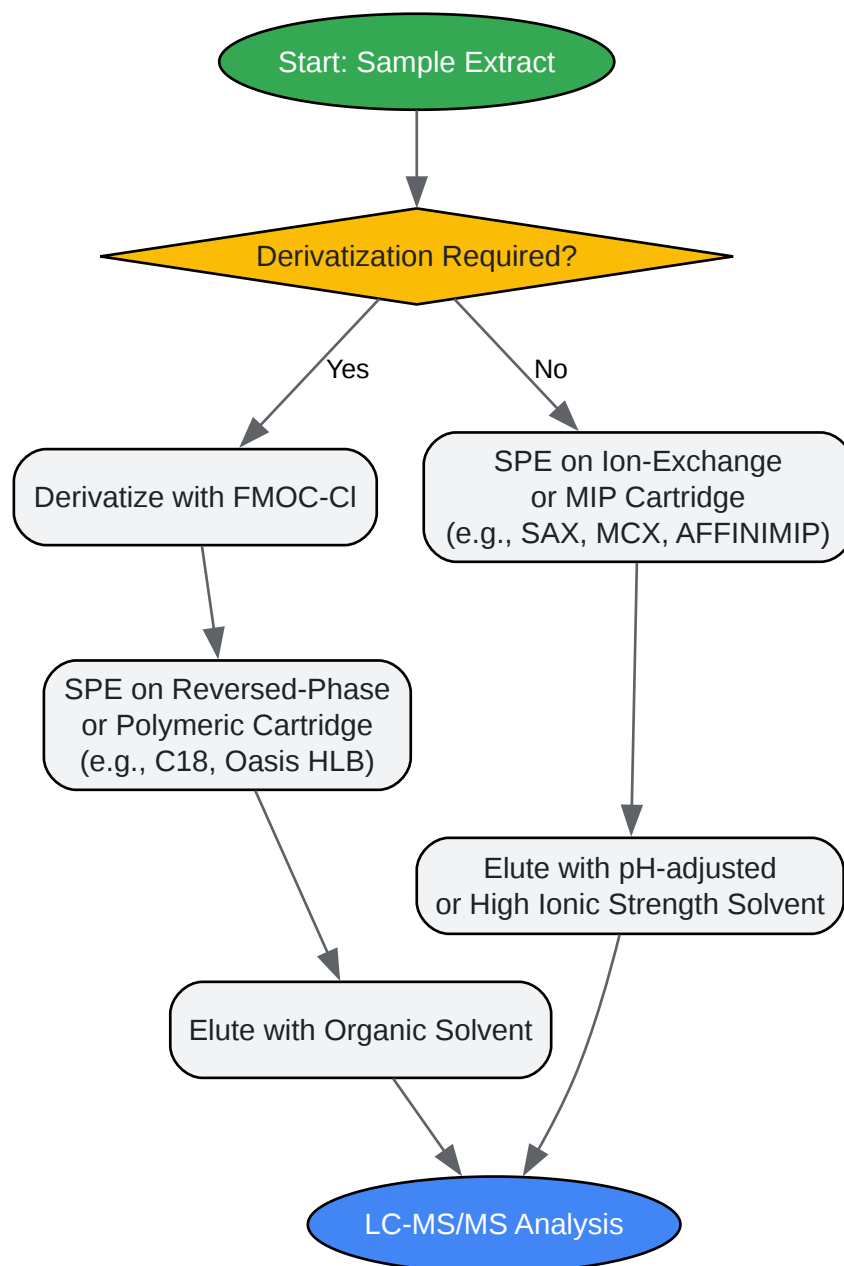 Start: Sample Extract
Derivatization Required?
Yes
No
Derivatize with FMOC-Cl
SPE on Ion-Exchange
or MIP Cartridge
(e.g., SAX, MCX, AFFINIMIP)
SPE on Reversed-Phase
or Polymeric Cartridge
(e.g., C18, Oasis HLB)
Elute with pH-adjusted
or High Ionic Strength Solvent
Elute with Organic Solvent
LC-MS/MS Analysis